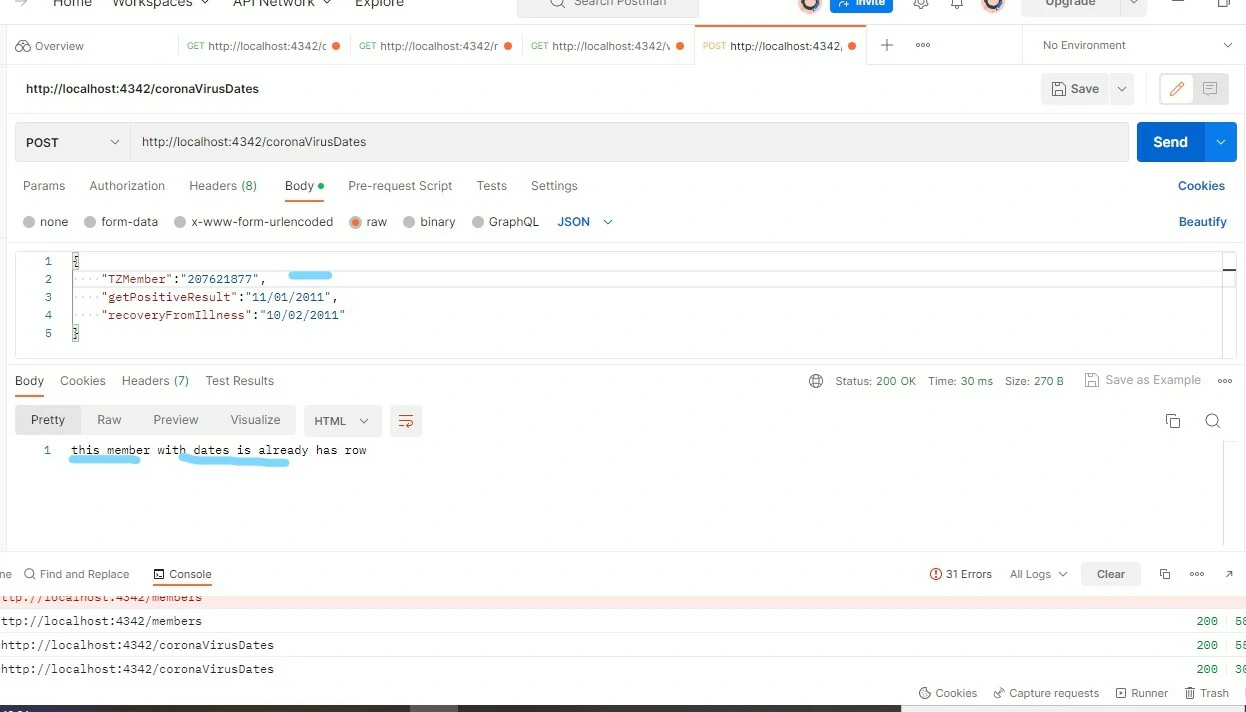 Home Workspaces API Network Explore Search Postman Invite Upgrade
Overview GET http://localhost:4342/c GET http://localhost:4342/r GET http://localhost:4342/v POST http://localhost:4342, No Environment
http://localhost:4342/coronaVirusDates Save
POST http://localhost:4342/coronaVirusDates Send
Params Authorization Headers (8) Body Pre-request Script Tests Settings Cookies
none form-data x-www-form-urlencoded raw binary GraphQL JSON Beautify
1 {
2 "TZMember":"207621877",
3 "getPositiveResult":"11/01/2011",
4 "recoveryFromIllness":"10/02/2011"
5 }
Body Cookies Headers (7) Test Results Status: 200 OK Time: 30 ms Size: 270 B Save as Example
Pretty Raw Preview Visualize HTML
1 this member with dates is already has row
ne Find and Replace Console 31 Errors All Logs Clear
ttp://localhost:4342/members
ttp://localhost:4342/members 200 58
http://localhost:4342/coronaVirusDates 200 55
http://localhost:4342/coronaVirusDates 200 30
Cookies Capture requests Runner Trash